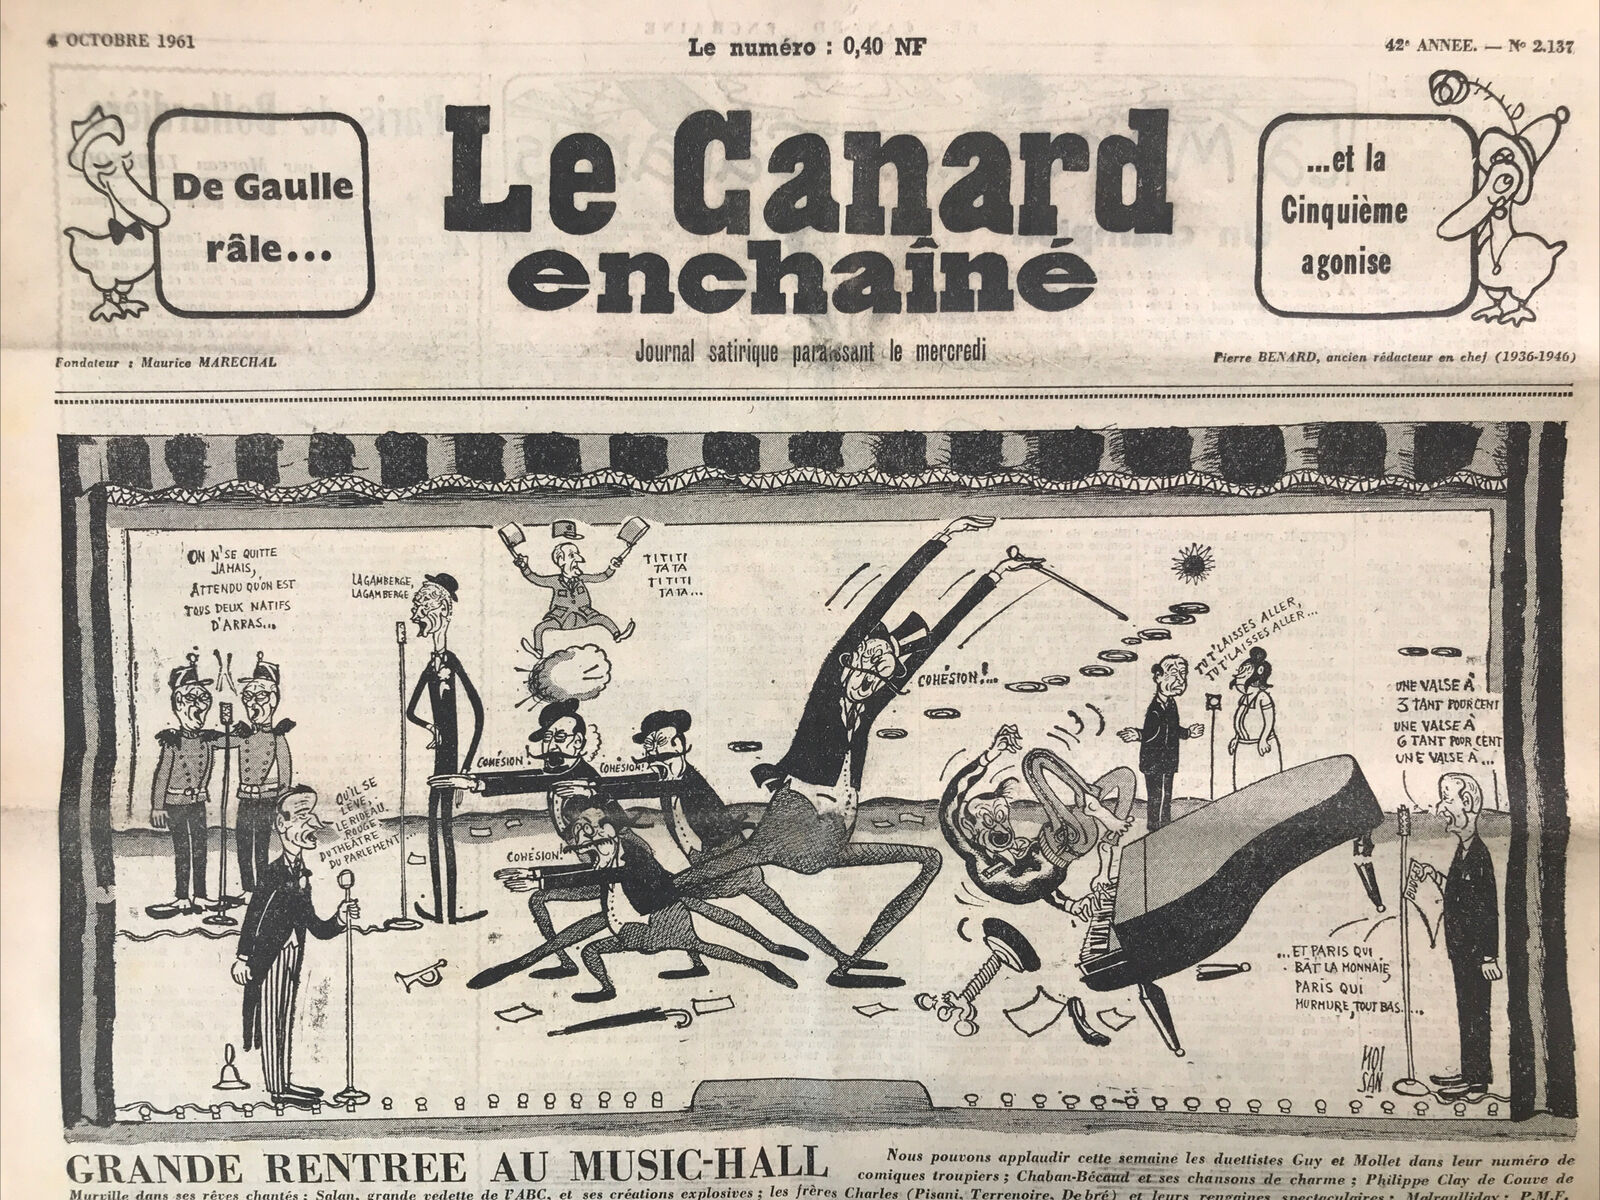 4 OCTOBRE 1961
Le numéro : 0,40 NF
42e ANNEE. — No 2.137
De Gaulle
râle...
Le Canard
enchaîné
...et la
Cinquième
agonise
Journal satirique paraissant le mercredi
Fondateur : Maurice MARECHAL
Pierre BENARD, ancien rédacteur en chef (1936-1946)
ON N'SE QUITTE
JAMAIS,
ATTENDU QU'ON EST
TOUS DEUX NATIFS
D'ARRAS...
LAGAMBERGE,
LAGAMBERGE
TITITI
TATA
TITITI
TATA...
COHÉSION!...
TU T'LAISSES ALLER,
TU T'LAISSES ALLER...
UNE VALSE À
3 TANT POUR CENT
UNE VALSE À
6 TANT POUR CENT
UNE VALSE À...
COHÉSION!
COHÉSION!
COHÉSION!
QU'IL SE
LÈVE,
LE RIDEAU
ROUGE
DU THÉATRE
DU PARLEMENT...
BUDGET
...ET PARIS QUI
BAT LA MONNAIE,
PARIS QUI
MURMURE, TOUT BAS....
MOI
SAN
GRANDE RENTREE AU MUSIC-HALL
Nous pouvons applaudir cette semaine les duettistes Guy et Mollet dans leur numéro de
comiques troupiers ; Chaban-Bécaud et ses chansons de charme ; Philippe Clay de Couve de
Murville dans ses rêves chantés ; Salan, grande vedette de l'ABC, et ses créations explosives ; les frères Charles (Pisani, Terrenoire, Debré) et leurs rengaines spectaculaires ; Malraulidar ; P.-M.F.